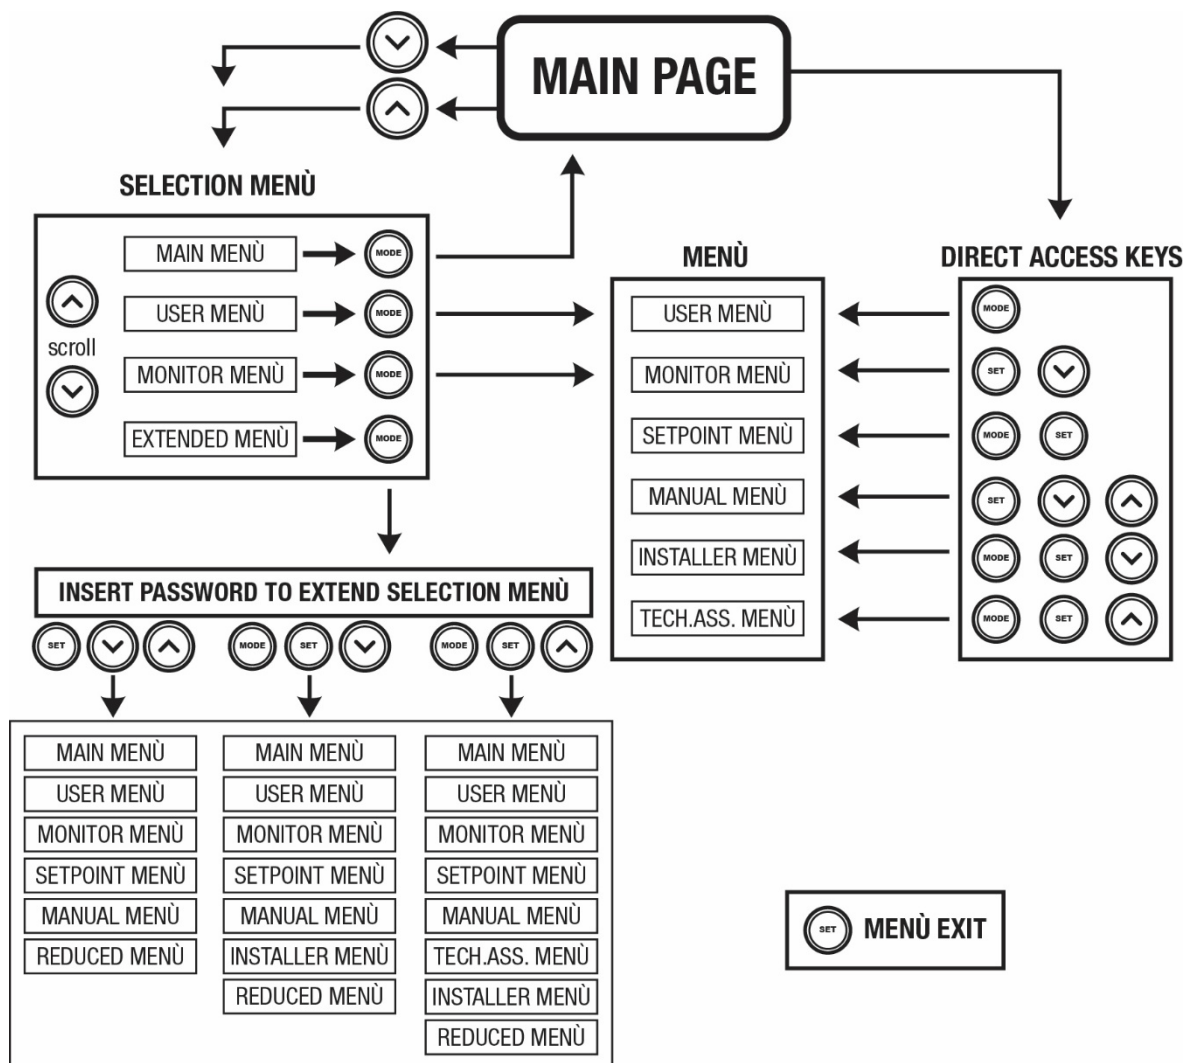 MAIN PAGE
SELECTION MENÙ
MAIN MENÙ MODE
USER MENÙ MODE
scroll
MONITOR MENÙ MODE
EXTENDED MENÙ MODE
MENÙ
USER MENÙ
MONITOR MENÙ
SETPOINT MENÙ
MANUAL MENÙ
INSTALLER MENÙ
TECH.ASS. MENÙ
DIRECT ACCESS KEYS
MODE
SET
MODE SET
SET
MODE SET
MODE SET
INSERT PASSWORD TO EXTEND SELECTION MENÙ
SET
MODE SET
MODE SET
MAIN MENÙ
USER MENÙ
MONITOR MENÙ
SETPOINT MENÙ
MANUAL MENÙ
REDUCED MENÙ
MAIN MENÙ
USER MENÙ
MONITOR MENÙ
SETPOINT MENÙ
MANUAL MENÙ
INSTALLER MENÙ
REDUCED MENÙ
MAIN MENÙ
USER MENÙ
MONITOR MENÙ
SETPOINT MENÙ
MANUAL MENÙ
TECH.ASS. MENÙ
INSTALLER MENÙ
REDUCED MENÙ
SET MENÙ EXIT